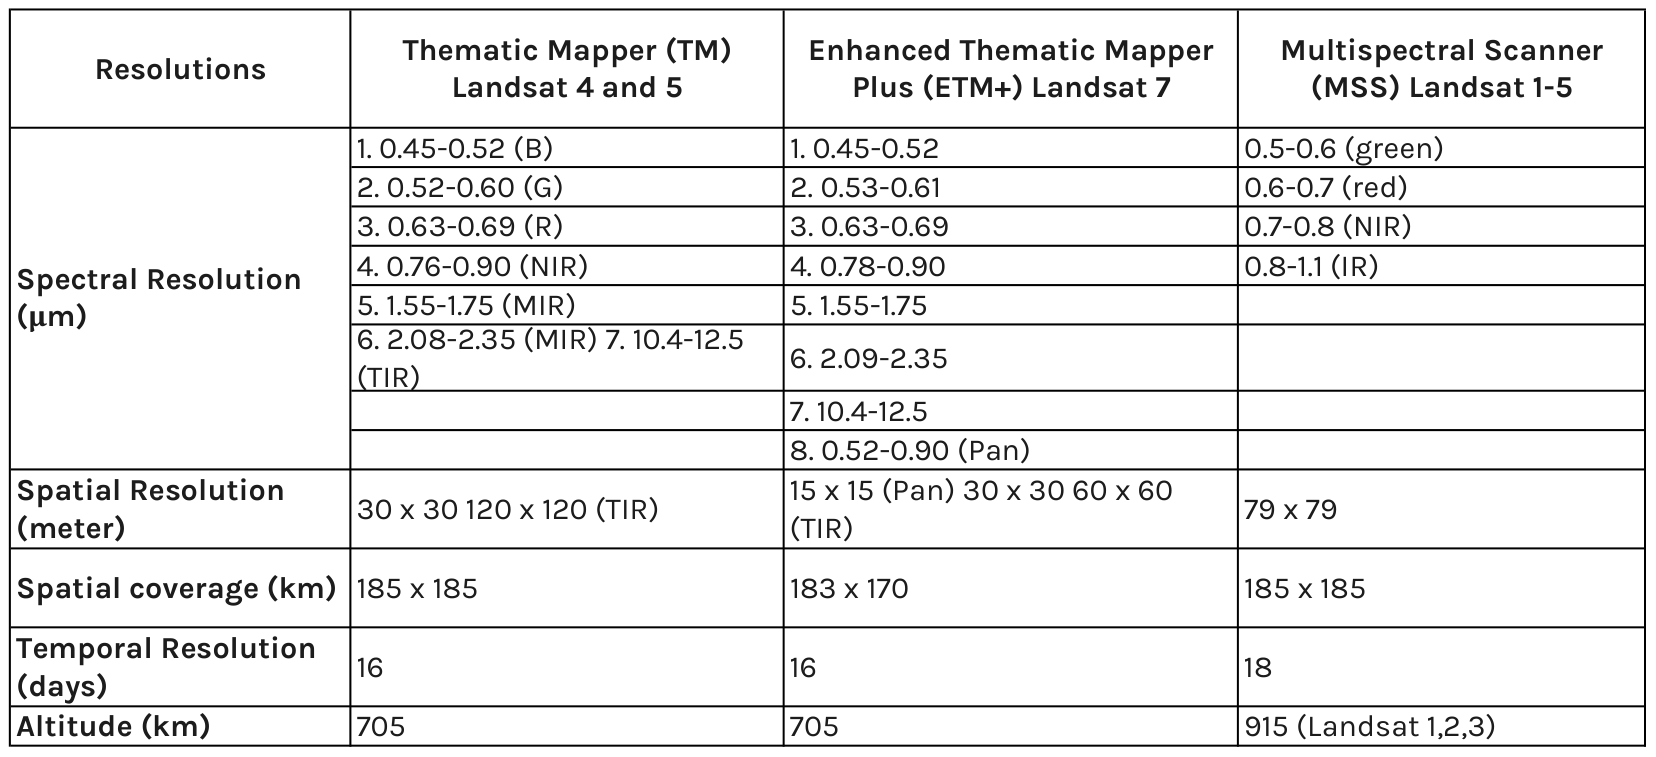 Resolutions
Thematic Mapper (TM)
Landsat 4 and 5
Enhanced Thematic Mapper
Plus (ETM+) Landsat 7
Multispectral Scanner
(MSS) Landsat 1-5
Spectral Resolution
(µm)
1. 0.45-0.52 (B)
1. 0.45-0.52
0.5-0.6 (green)
2. 0.52-0.60 (G)
2. 0.53-0.61
0.6-0.7 (red)
3. 0.63-0.69 (R)
3. 0.63-0.69
0.7-0.8 (NIR)
4. 0.76-0.90 (NIR)
4. 0.78-0.90
0.8-1.1 (IR)
5. 1.55-1.75 (MIR)
5. 1.55-1.75
6. 2.08-2.35 (MIR) 7. 10.4-12.5
(TIR)
6. 2.09-2.35
7. 10.4-12.5
8. 0.52-0.90 (Pan)
Spatial Resolution
(meter)
30 x 30 120 x 120 (TIR)
15 x 15 (Pan) 30 x 30 60 x 60
(TIR)
79 x 79
Spatial coverage (km)
185 x 185
183 x 170
185 x 185
Temporal Resolution
(days)
16
16
18
Altitude (km)
705
705
915 (Landsat 1,2,3)